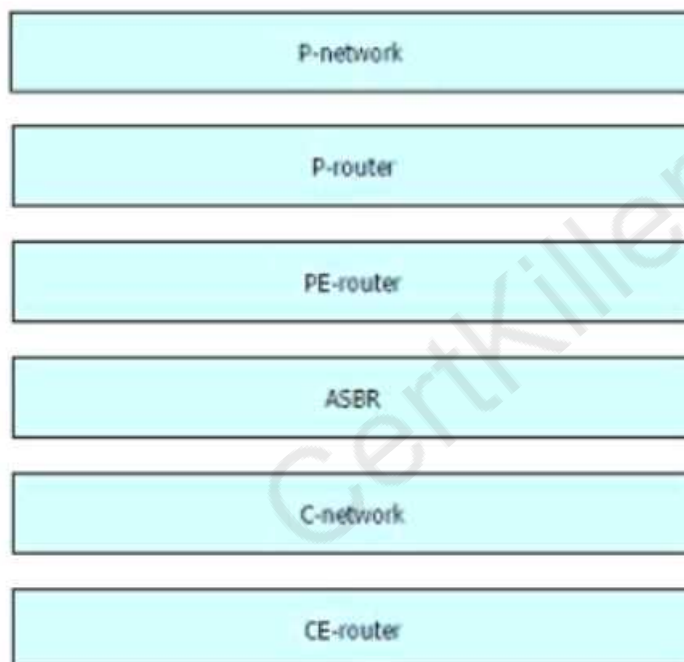 P-network
P-router
PE-router
ASBR
C-network
CE-router
CertKiller